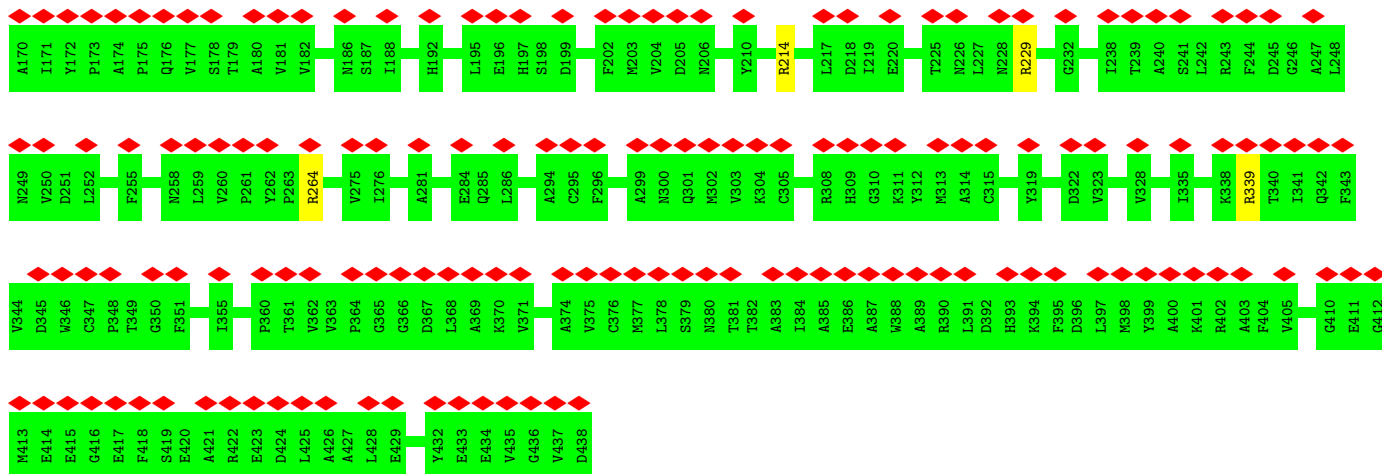 A170 I171 Y172 P173 A174 P175 Q176 V177 S178 T179 A180 V181 V182 N186 S187 I188 H192 L195 E196 H197 S198 D199 F202 M203 V204 D205 N206 Y210 R214 L217 D218 I219 E220 T225 N226 L227 N228 R229 G232 I238 T239 A240 S241 L242 R243 F244 D245 G246 A247 L248
N249 V250 D251 L252 F255 N258 L259 V260 P261 Y262 P263 R264 V275 I276 A281 E284 Q285 L286 A294 C295 F296 A299 N300 Q301 M302 V303 K304 C305 R308 H309 G310 K311 Y312 M313 A314 C315 Y319 D322 V323 V328 I335 K338 R339 T340 I341 Q342 F343
V344 D345 W346 C347 P348 T349 G350 F351 I355 P360 T361 V362 V363 P364 G365 G366 D367 L368 A369 K370 V371 A374 V375 C376 M377 L378 S379 N380 T381 T382 A383 I384 A385 E386 A387 W388 A389 R390 L391 D392 H393 K394 F395 D396 L397 M398 Y399 A400 K401 R402 A403 F404 V405 G410 E411 G412
M413 E414 E415 G416 E417 F418 S419 E420 A421 R422 E423 D424 L425 A426 A427 L428 E429 Y432 E433 E434 V435 G436 V437 D438